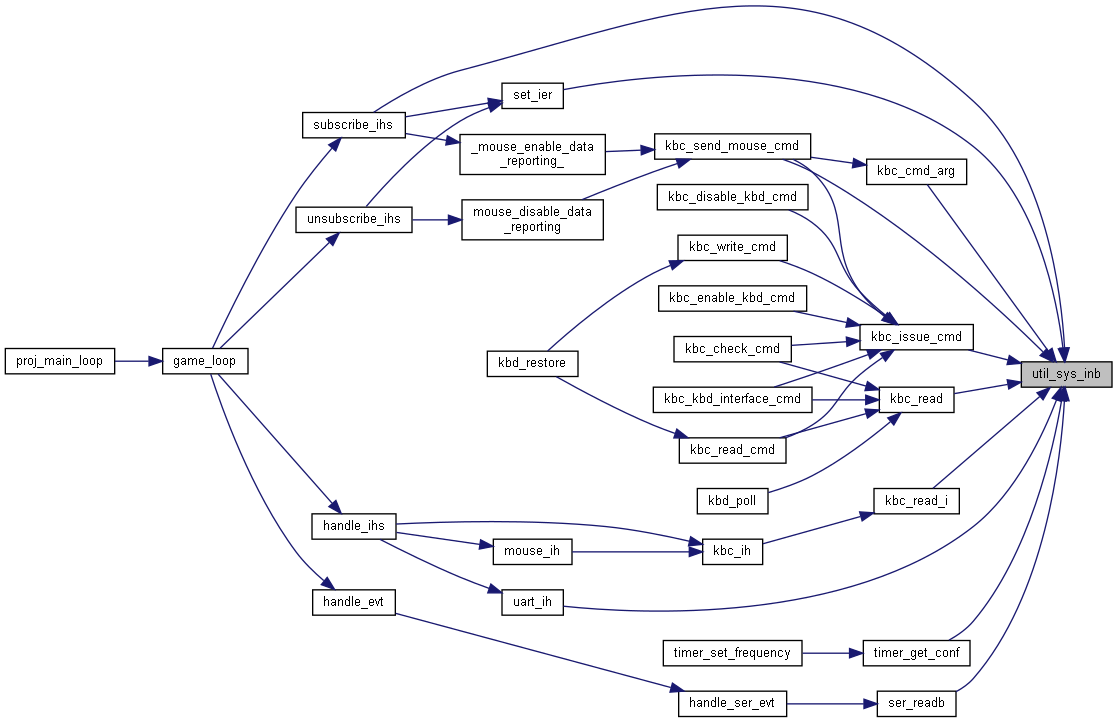 set_ier
subscribe_ihs
_mouse_enable_data
_reporting_
kbc_send_mouse_cmd
kbc_cmd_arg
kbc_disable_kbd_cmd
unsubscribe_ihs
mouse_disable_data
_reporting
kbc_write_cmd
kbc_enable_kbd_cmd
kbc_issue_cmd
proj_main_loop
game_loop
kbd_restore
kbc_check_cmd
util_sys_inb
kbc_kbd_interface_cmd
kbc_read
kbc_read_cmd
kbd_poll
kbc_read_i
handle_ihs
mouse_ih
kbc_ih
handle_evt
uart_ih
timer_set_frequency
timer_get_conf
handle_ser_evt
ser_readb